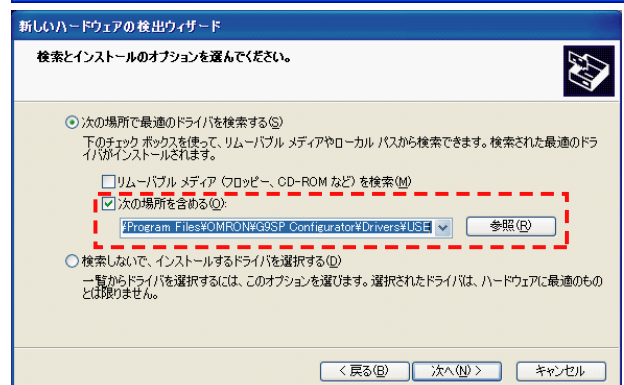 新しいハードウェアの検出ウィザード
検索とインストールのオプションを選んでください。
次の場所で最適のドライバを検索する(S)
下のチェック ボックスを使って、リムーバブル メディアやローカル パスから検索できます。検索された最適のドラ
イバがインストールされます。
リムーバブル メディア (フロッピー、CD-ROM など) を検索(M)
次の場所を含める(O):
¥Program Files¥OMRON¥G9SP Configurator¥Drivers¥USE
参照(R)
検索しないで、インストールするドライバを選択する(D)
一覧からドライバを選択するには、このオプションを選びます。選択されたドライバは、ハードウェアに最適のもの
とは限りません。
< 戻る(B) 次へ(N) > キャンセル